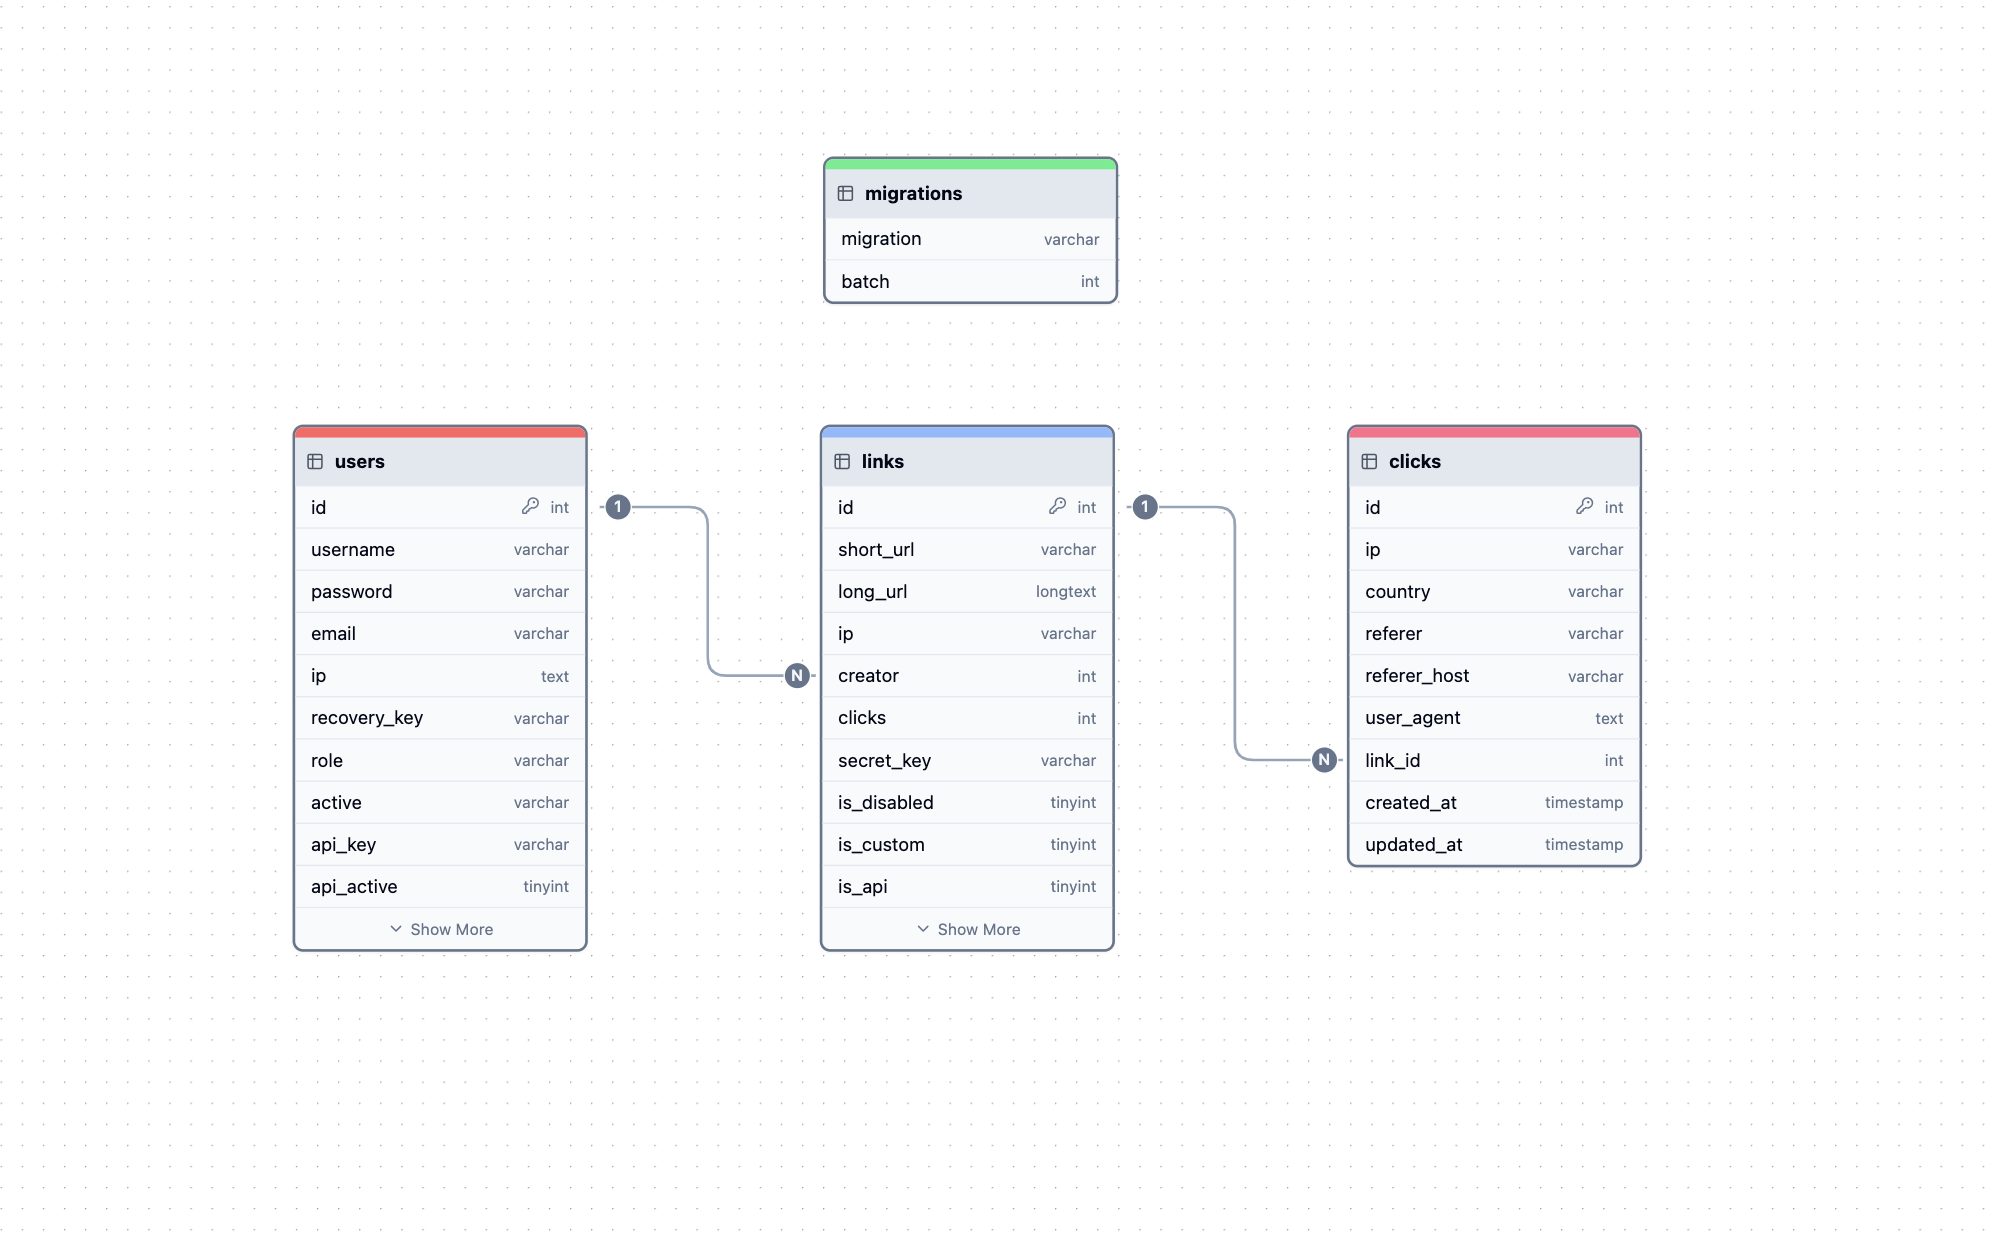 migrations
migration varchar
batch int
users
id int
username varchar
password varchar
email varchar
ip text
recovery_key varchar
role varchar
active varchar
api_key varchar
api_active tinyint
Show More
1
N
links
id int
short_url varchar
long_url longtext
ip varchar
creator int
clicks int
secret_key varchar
is_disabled tinyint
is_custom tinyint
is_api tinyint
Show More
1
N
clicks
id int
ip varchar
country varchar
referer varchar
referer_host varchar
user_agent text
link_id int
created_at timestamp
updated_at timestamp